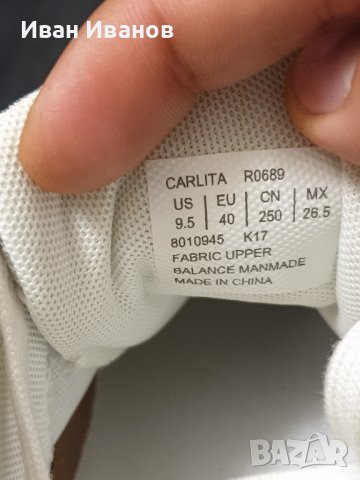 Иван Иванов
CARLITA R0689
US EU CN MX
9.5 40 250 26.5
8010945 K17
FABRIC UPPER
BALANCE MANMADE
MADE IN CHINA
bazar
БГ